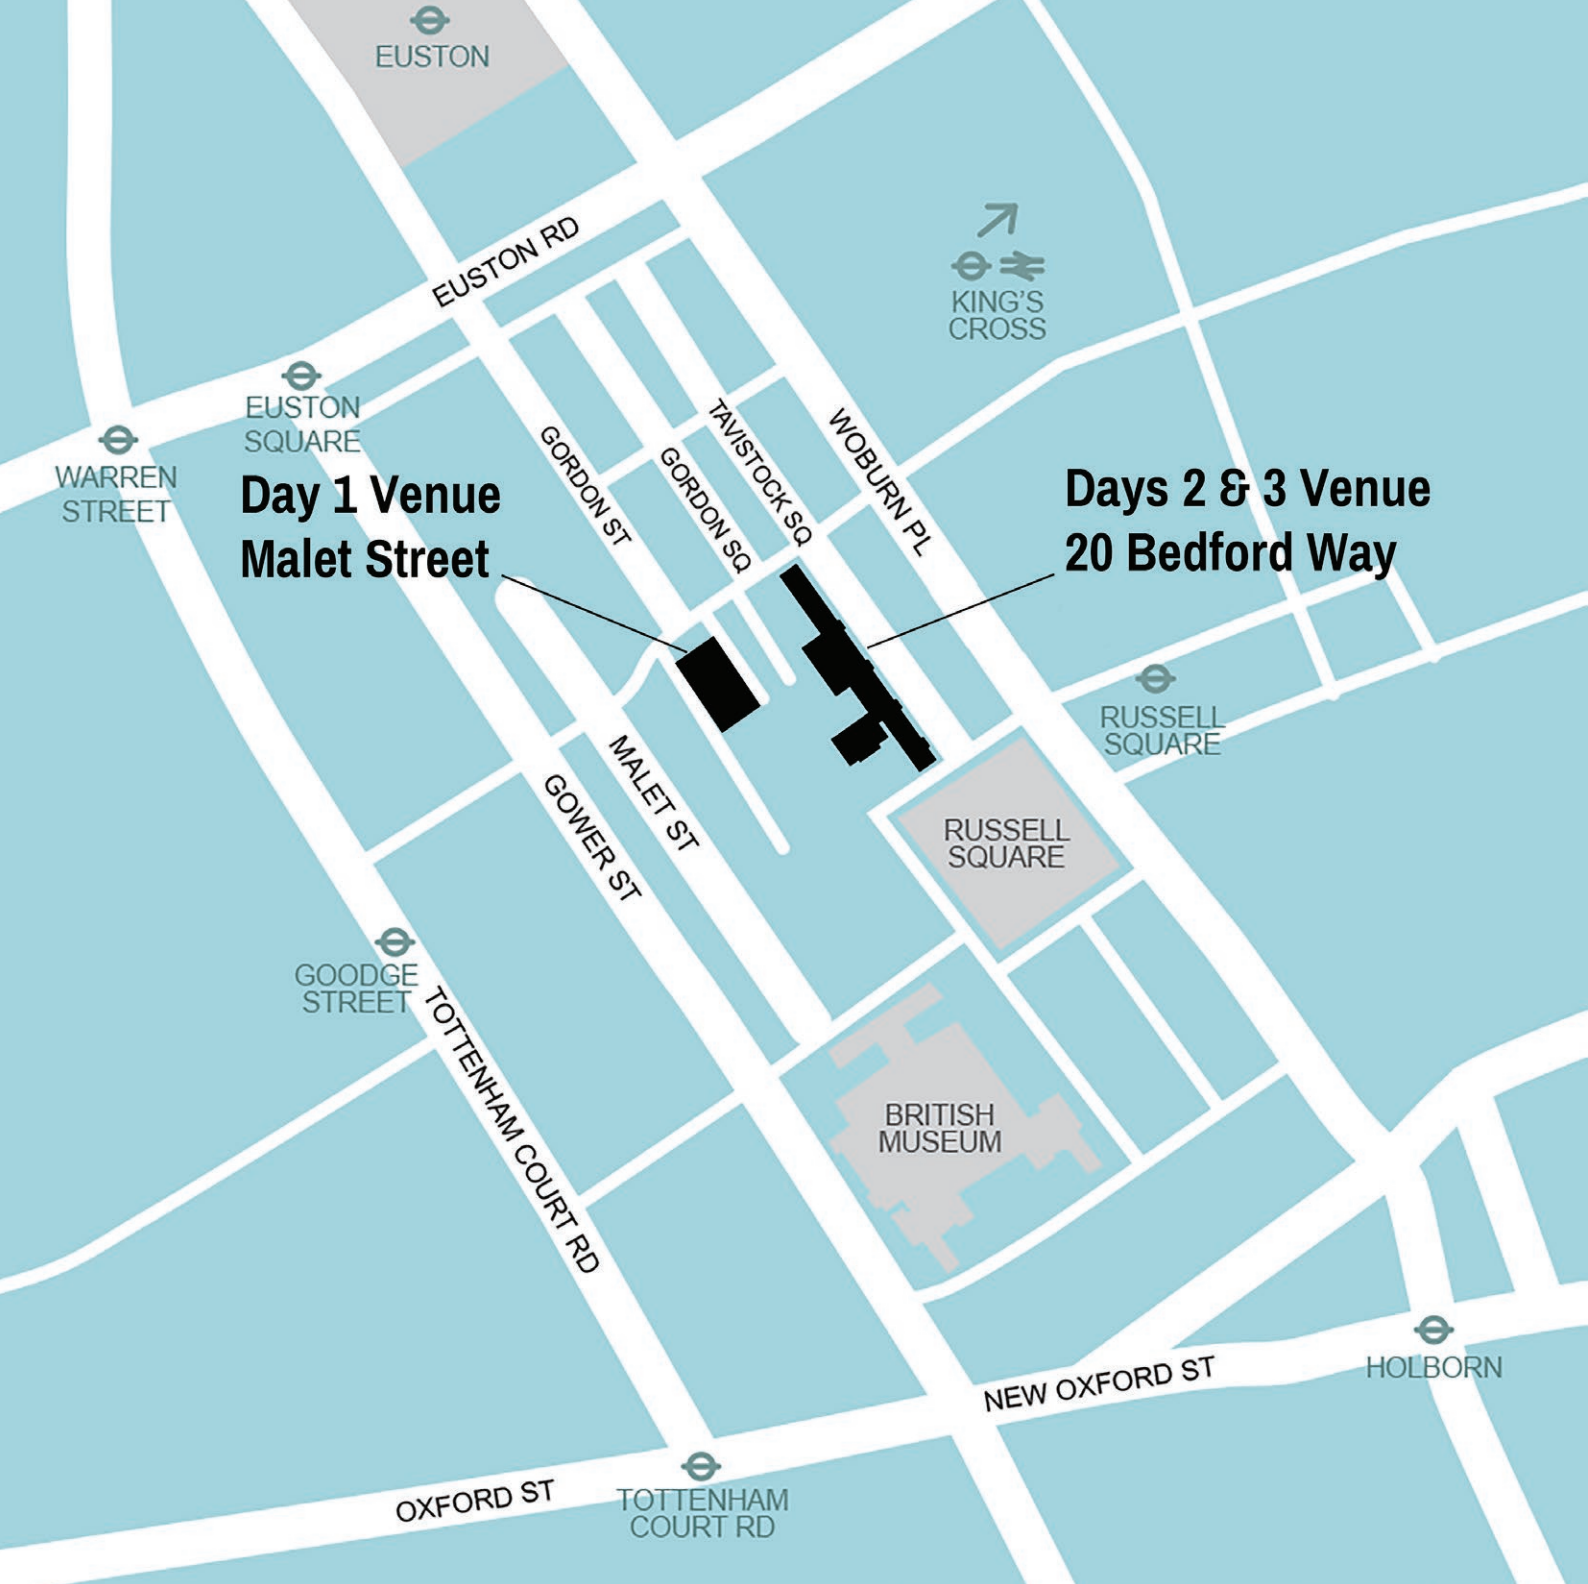 EUSTON
EUSTON RD
KING'S
CROSS
EUSTON
SQUARE
WARREN
STREET
Day 1 Venue
Malet Street
GORDON ST
GORDON SQ
TAVISTOCK SQ
WOBURN PL
Days 2 & 3 Venue
20 Bedford Way
RUSSELL
SQUARE
MALET ST
GOWER ST
RUSSELL
SQUARE
GOODGE
STREET
TOTTENHAM COURT RD
BRITISH
MUSEUM
NEW OXFORD ST
HOLBORN
OXFORD ST
TOTTENHAM
COURT RD